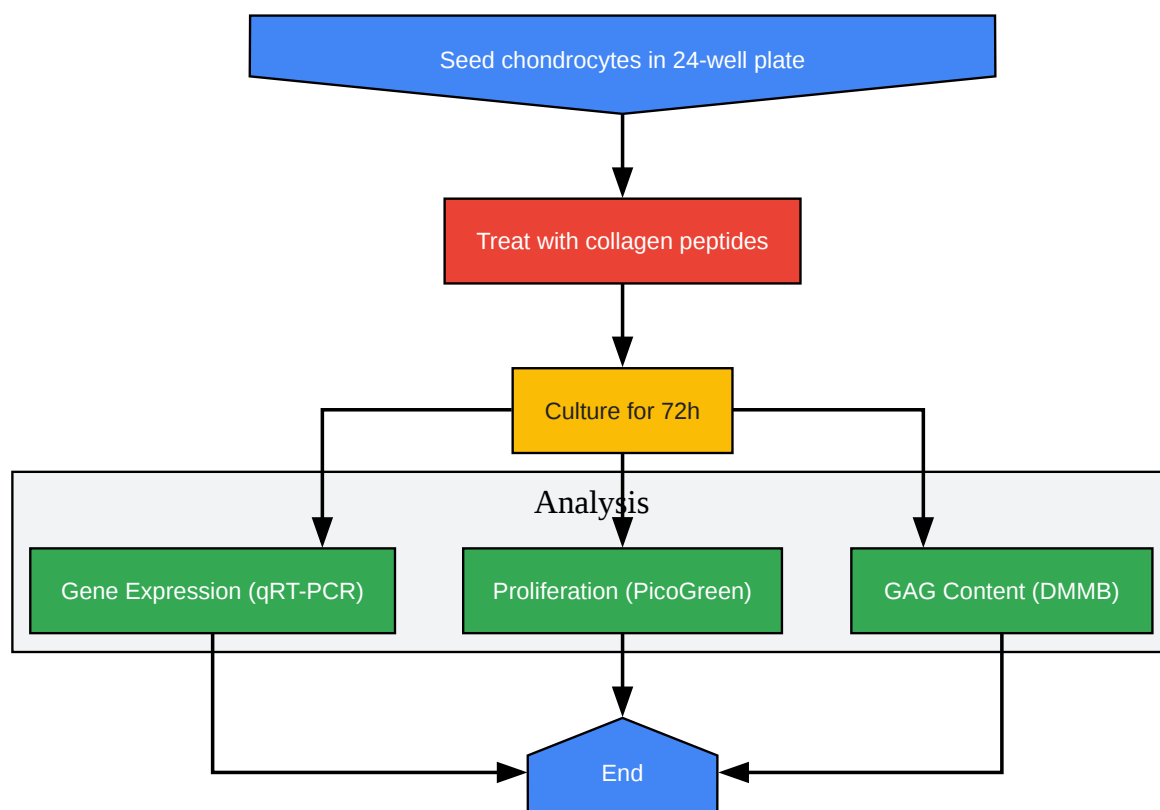 Seed chondrocytes in 24-well plate
Treat with collagen peptides
Culture for 72h
Analysis
Gene Expression (qRT-PCR)
Proliferation (PicoGreen)
GAG Content (DMMB)
End